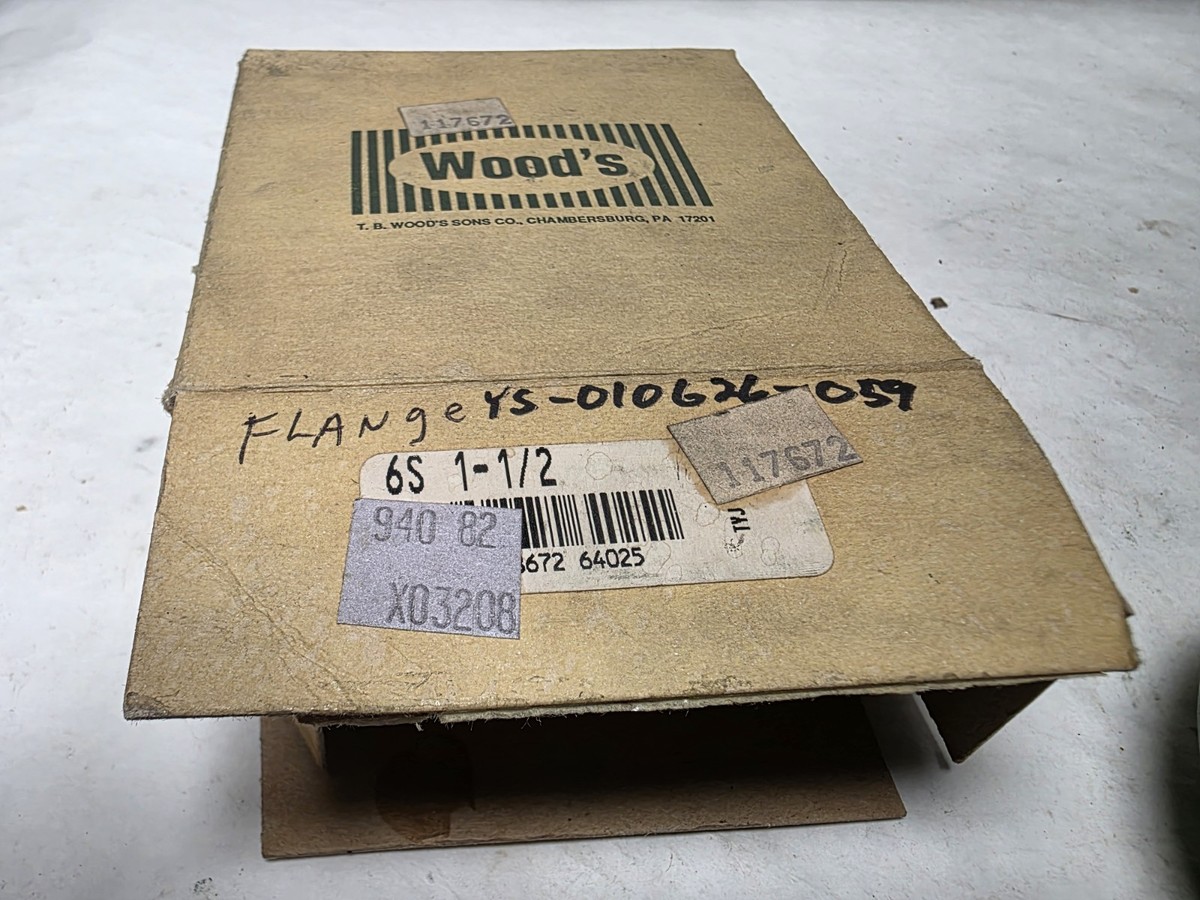 117672
Wood's
T. B. WOOD'S SONS CO., CHAMBERSBURG, PA 17201
FLANge YS-010626-059
6S 1-1/2
117672
940 82
672 64025
X03208